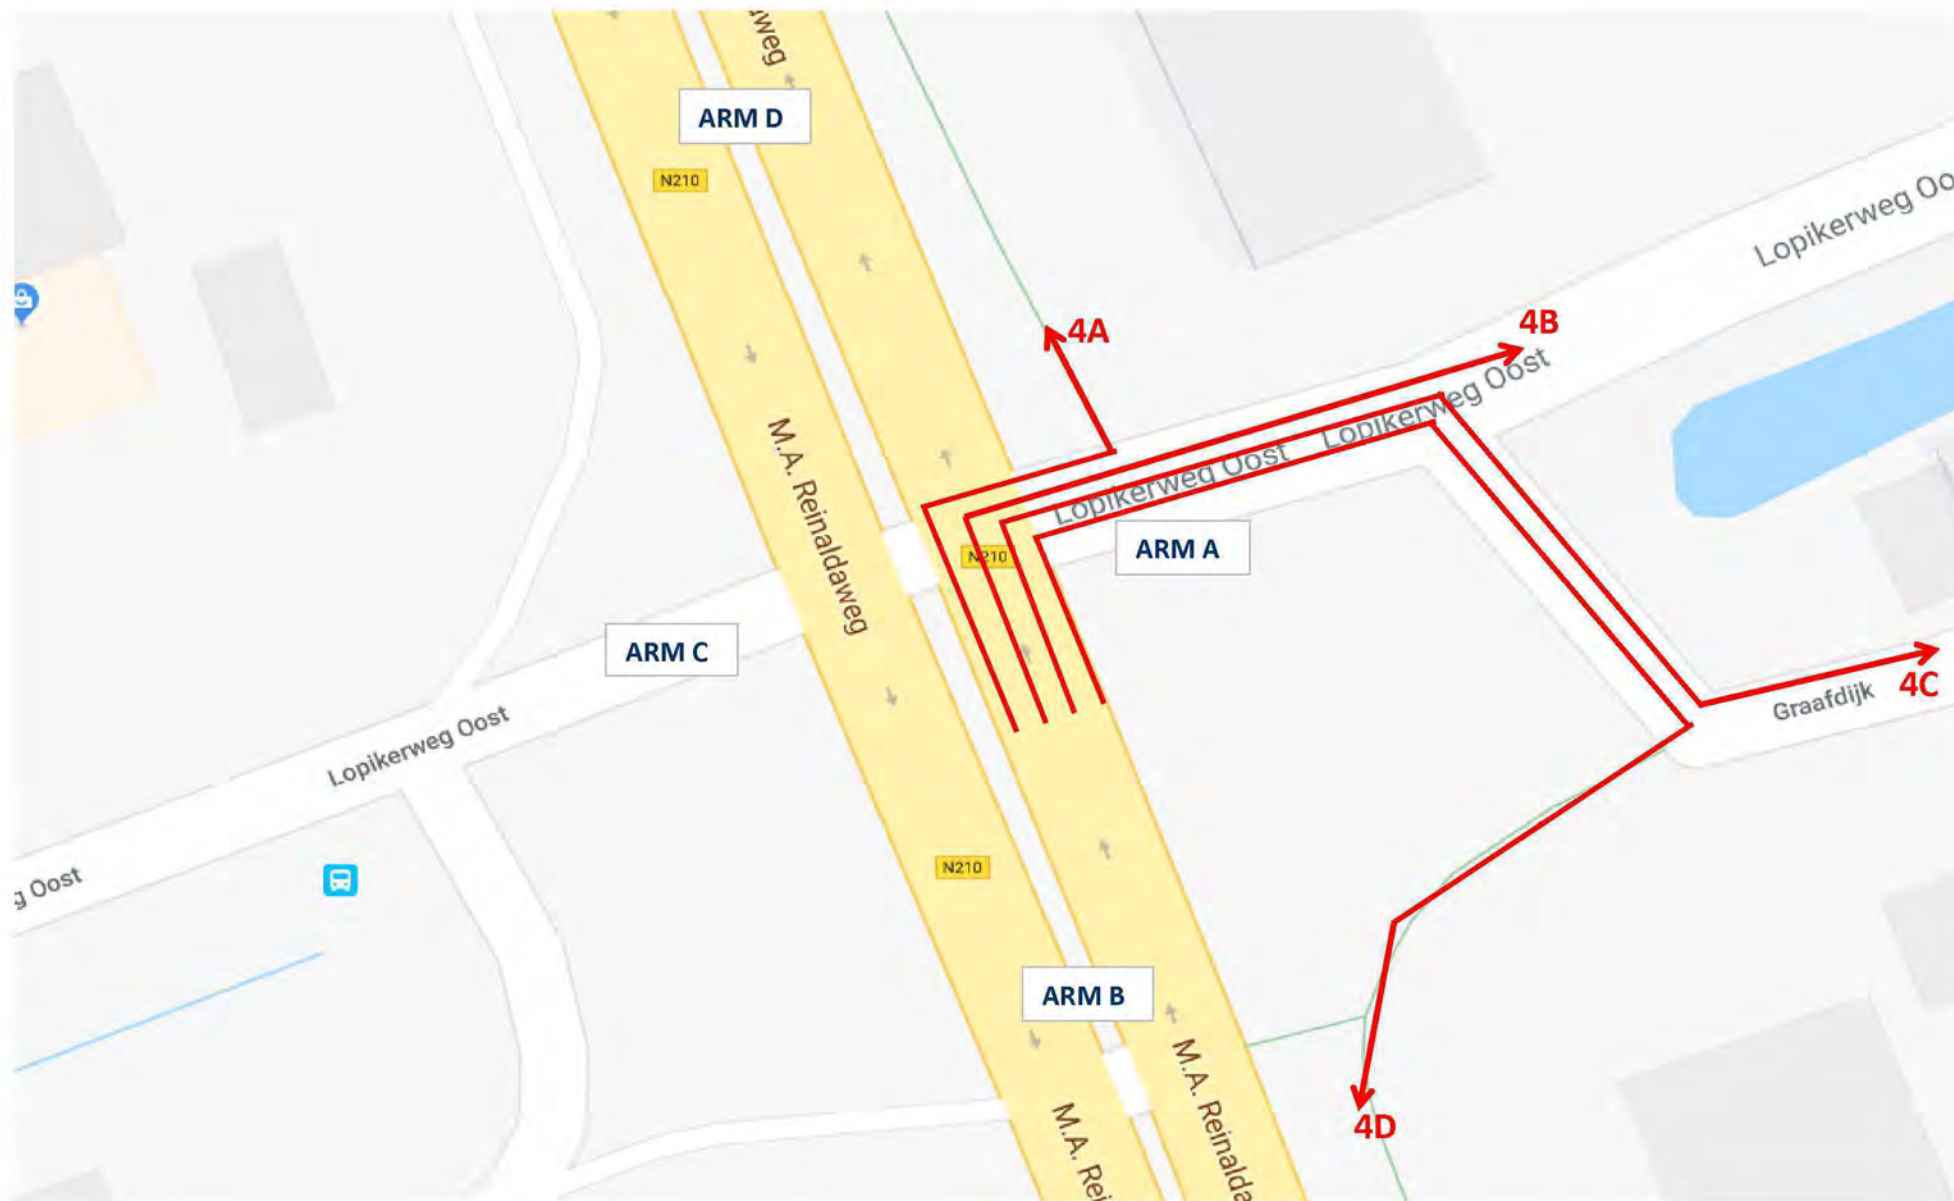 aweg
ARM D
N210
Lopikerweg Oo
4A
4B
Lopikerweg Oost
Lopikerweg Oost
M.A. Reinaldaweg
N210
ARM A
ARM C
4C
Graafdijk
Lopikerweg Oost
N210
g Oost
ARM B
M.A. Reinalda
M.A. Rei
4D